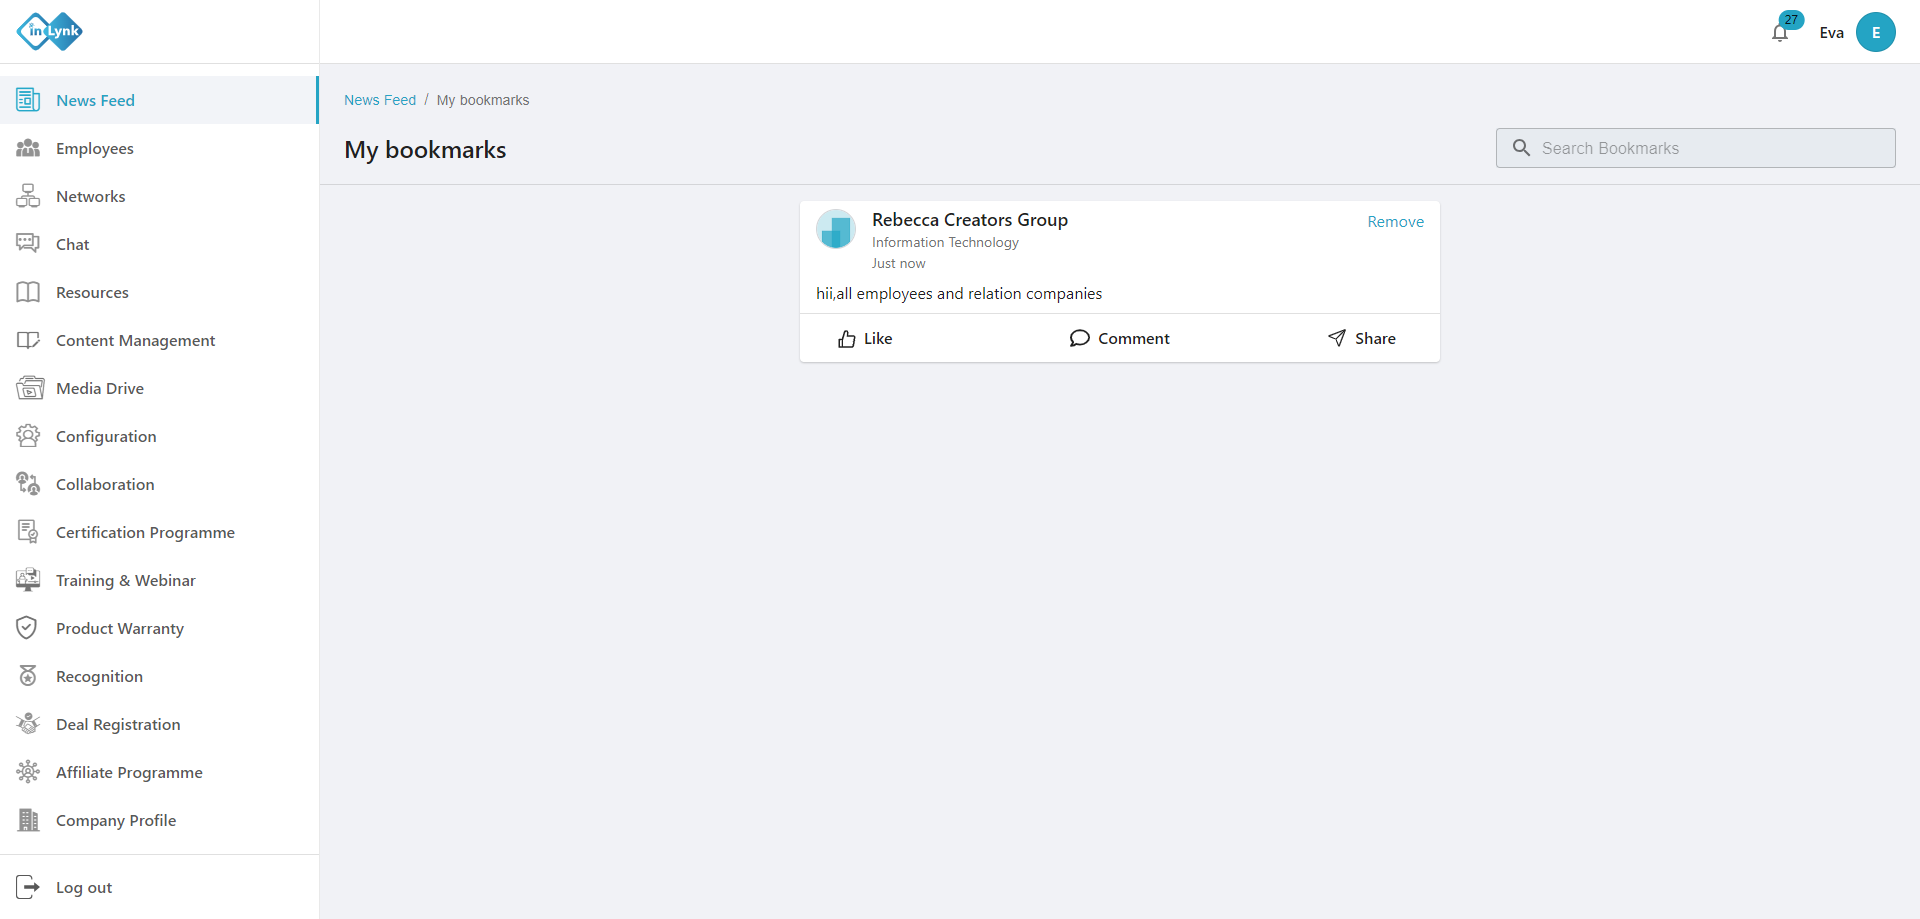 inLynk
27
Eva
E
News Feed
Employees
Networks
Chat
Resources
Content Management
Media Drive
Configuration
Collaboration
Certification Programme
Training & Webinar
Product Warranty
Recognition
Deal Registration
Affiliate Programme
Company Profile
Log out
News Feed / My bookmarks
My bookmarks
Search Bookmarks
Rebecca Creators Group
Remove
Information Technology
Just now
hii,all employees and relation companies
Like
Comment
Share